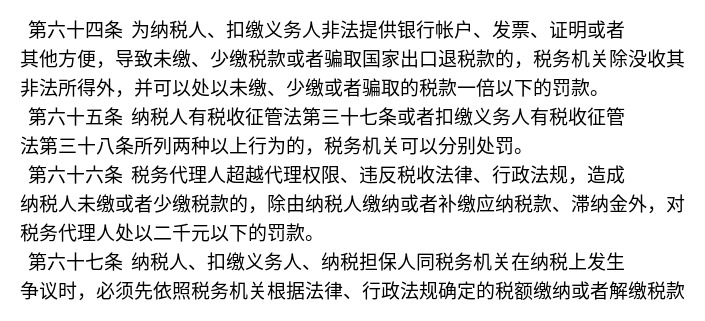 第六十四条 为纳税人、扣缴义务人非法提供银行帐户、发票、证明或者
其他方便，导致未缴、少缴税款或者骗取国家出口退税款的，税务机关除没收其
非法所得外，并可以处以未缴、少缴或者骗取的税款一倍以下的罚款。
第六十五条 纳税人有税收征管法第三十七条或者扣缴义务人有税收征管
法第三十八条所列两种以上行为的，税务机关可以分别处罚。
第六十六条 税务代理人超越代理权限、违反税收法律、行政法规，造成
纳税人未缴或者少缴税款的，除由纳税人缴纳或者补缴应纳税款、滞纳金外，对
税务代理人处以二千元以下的罚款。
第六十七条 纳税人、扣缴义务人、纳税担保人同税务机关在纳税上发生
争议时，必须先依照税务机关根据法律、行政法规确定的税额缴纳或者解缴税款